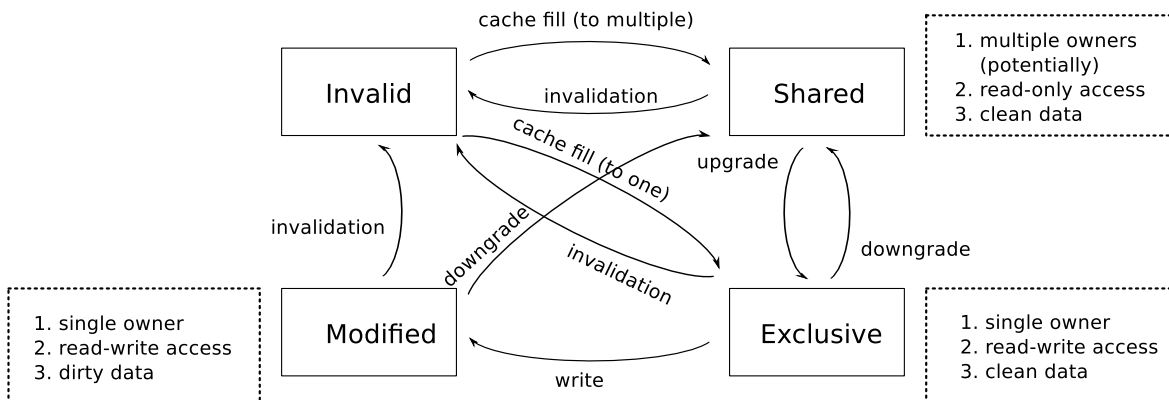 cache fill (to multiple)
Invalid
invalidation
Shared
1. multiple owners
(potentially)
2. read-only access
3. clean data
cache fill (to one)
upgrade
invalidation
downgrade
invalidation
downgrade
1. single owner
2. read-write access
3. dirty data
Modified
write
Exclusive
1. single owner
2. read-write access
3. clean data